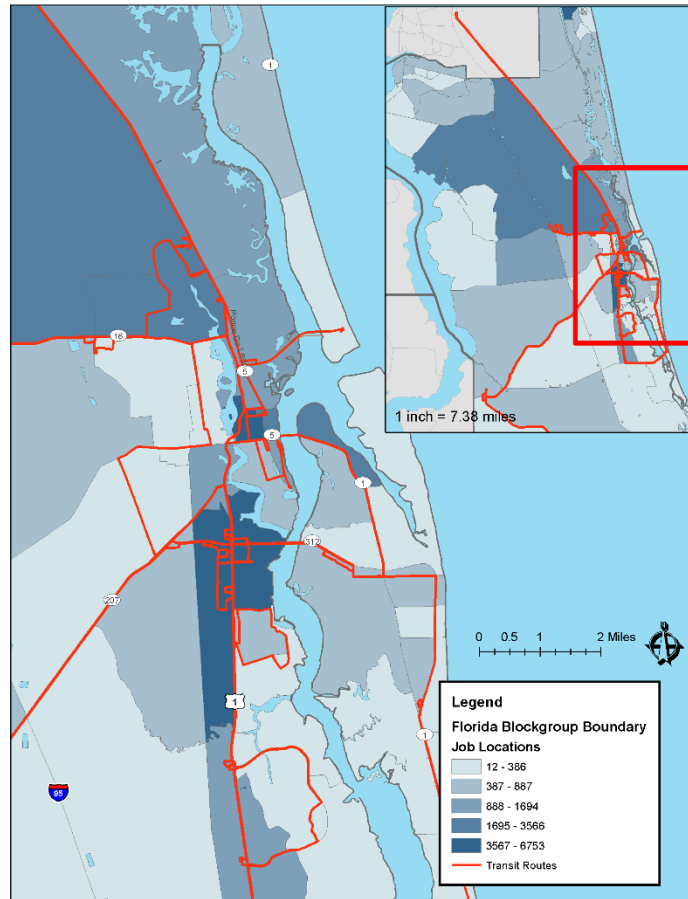 1
1 inch = 7.38 miles
16
5
5
1
312
207
0 0.5 1 2 Miles
N
1
1
95
Legend
Florida Blockgroup Boundary
Job Locations
12 - 386
387 - 887
888 - 1694
1695 - 3566
3567 - 6753
Transit Routes